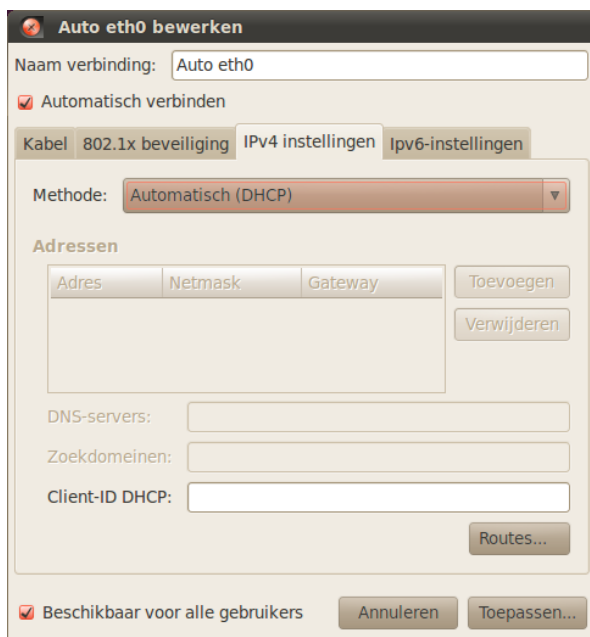 Auto eth0 bewerken
Naam verbinding: Auto eth0
Automatisch verbinden
Kabel 802.1x beveiliging IPv4 instellingen Ipv6-instellingen
Methode: Automatisch (DHCP)
Adressen
Adres Netmask Gateway Toevoegen
Verwijderen
DNS-servers:
Zoekdomeinen:
Client-ID DHCP:
Routes...
Beschikbaar voor alle gebruikers Annuleren Toepassen...